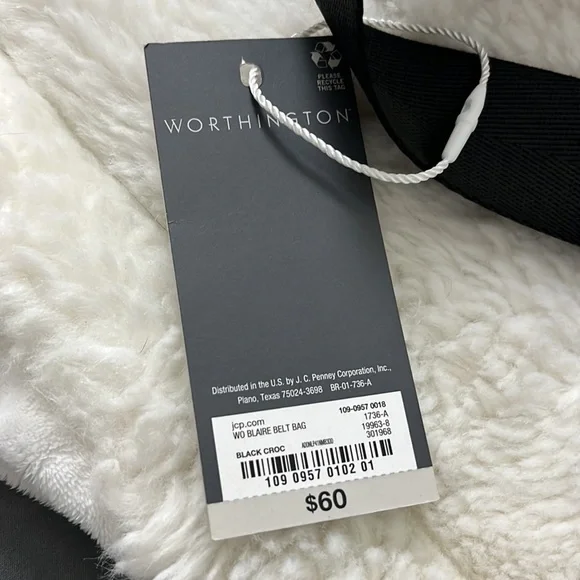 PLEASE
RECYCLE
THIS TAG
WORTHINGTON
Distributed in the U.S. by J. C. Penney Corporation, Inc.,
Plano, Texas 75024-3698 BR-01-736-A
jcp.com 109-0957 0018
WO BLAIRE BELT BAG 1736-A
19963-8
BLACK CROC 301968
109 0957 0102 01
$60